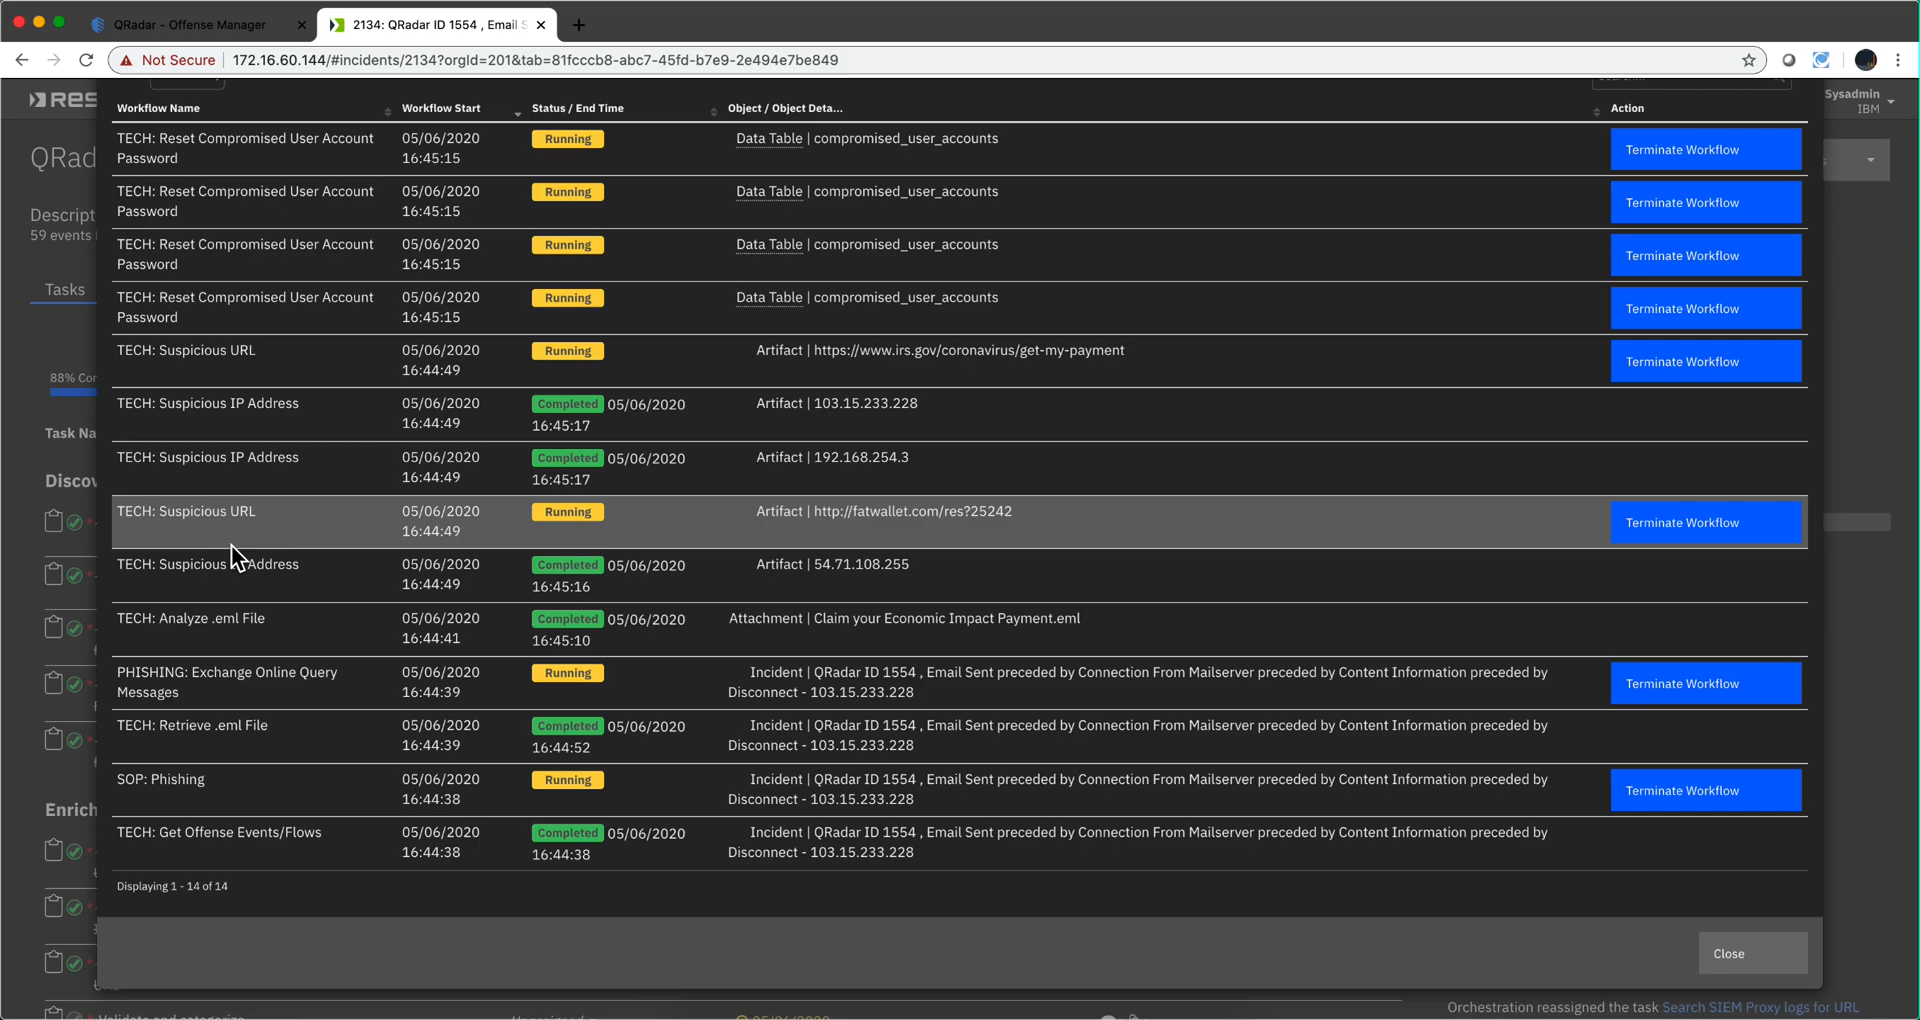 QRadar - Offense Manager
2134: QRadar ID 1554 , Email S
Not Secure
172.16.60.144/#incidents/2134?orgId=201&tab=81fcccb8-abc7-45fd-b7e9-2e494e7be849
RES
Sysadmin
IBM
QRad
Descript
59 events
Tasks
88% Con
Task Na
Discov
Enrich
Workflow Name Workflow Start Status / End Time Object / Object Deta... Action
TECH: Reset Compromised User Account 05/06/2020 Running Data Table | compromised_user_accounts Terminate Workflow
Password 16:45:15
TECH: Reset Compromised User Account 05/06/2020 Running Data Table | compromised_user_accounts Terminate Workflow
Password 16:45:15
TECH: Reset Compromised User Account 05/06/2020 Running Data Table | compromised_user_accounts Terminate Workflow
Password 16:45:15
TECH: Reset Compromised User Account 05/06/2020 Running Data Table | compromised_user_accounts Terminate Workflow
Password 16:45:15
TECH: Suspicious URL 05/06/2020 Running Artifact | https://www.irs.gov/coronavirus/get-my-payment Terminate Workflow
16:44:49
TECH: Suspicious IP Address 05/06/2020 Completed 05/06/2020 Artifact | 103.15.233.228
16:44:49 16:45:17
TECH: Suspicious IP Address 05/06/2020 Completed 05/06/2020 Artifact | 192.168.254.3
16:44:49 16:45:17
TECH: Suspicious URL 05/06/2020 Running Artifact | http://fatwallet.com/res?25242 Terminate Workflow
16:44:49
TECH: Suspicious Address 05/06/2020 Completed 05/06/2020 Artifact | 54.71.108.255
16:44:49 16:45:16
TECH: Analyze .eml File 05/06/2020 Completed 05/06/2020 Attachment | Claim your Economic Impact Payment.eml
16:44:41 16:45:10
PHISHING: Exchange Online Query 05/06/2020 Running Incident | QRadar ID 1554 , Email Sent preceded by Connection From Mailserver preceded by Content Information preceded by Terminate Workflow
Messages 16:44:39 Disconnect - 103.15.233.228
TECH: Retrieve .eml File 05/06/2020 Completed 05/06/2020 Incident | QRadar ID 1554 , Email Sent preceded by Connection From Mailserver preceded by Content Information preceded by
16:44:39 16:44:52 Disconnect - 103.15.233.228
SOP: Phishing 05/06/2020 Running Incident | QRadar ID 1554 , Email Sent preceded by Connection From Mailserver preceded by Content Information preceded by Terminate Workflow
16:44:38 Disconnect - 103.15.233.228
TECH: Get Offense Events/Flows 05/06/2020 Completed 05/06/2020 Incident | QRadar ID 1554 , Email Sent preceded by Connection From Mailserver preceded by Content Information preceded by
16:44:38 16:44:38 Disconnect - 103.15.233.228
Displaying 1 - 14 of 14
Close
Orchestration reassigned the task Search SIEM Proxy logs for URL